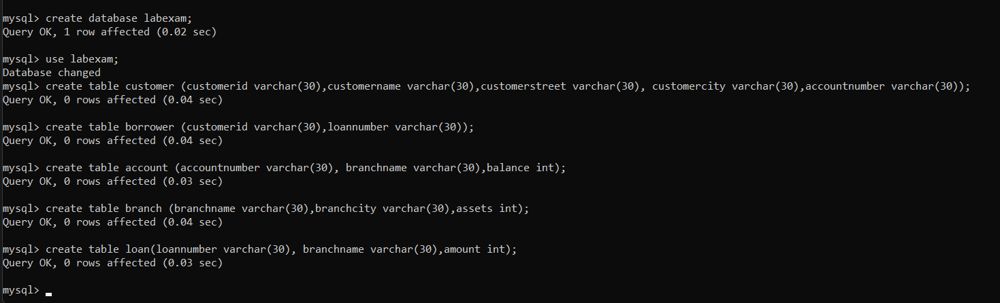 mysql> create database labexam;
Query OK, 1 row affected (0.02 sec)
mysql> use labexam;
Database changed
mysql> create table customer (customerid varchar(30),customername varchar(30),customerstreet varchar(30), customercity varchar(30),accountnumber varchar(30));
Query OK, 0 rows affected (0.04 sec)
mysql> create table borrower (customerid varchar(30),loannumber varchar(30));
Query OK, 0 rows affected (0.04 sec)
mysql> create table account (accountnumber varchar(30), branchname varchar(30),balance int);
Query OK, 0 rows affected (0.03 sec)
mysql> create table branch (branchname varchar(30),branchcity varchar(30),assets int);
Query OK, 0 rows affected (0.04 sec)
mysql> create table loan(loannumber varchar(30), branchname varchar(30),amount int);
Query OK, 0 rows affected (0.03 sec)
mysql>